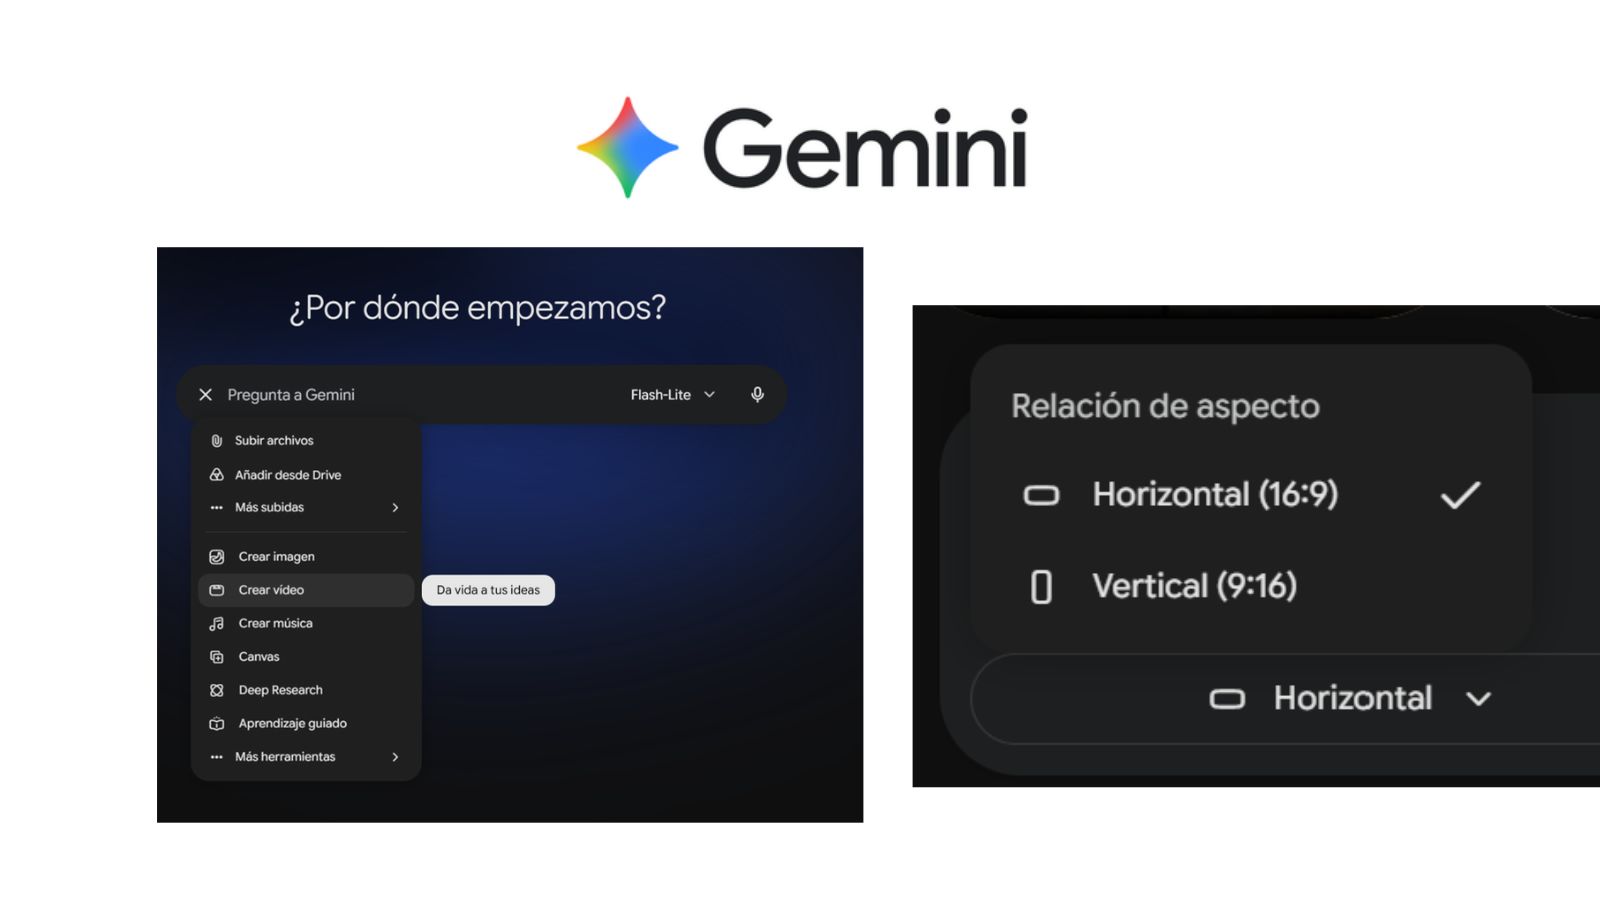 Gemini
¿Por dónde empezamos?
Pregunta a Gemini
Flash-Lite
Subir archivos
Añadir desde Drive
Más subidas
Crear imagen
Crear vídeo
Da vida a tus ideas
Crear música
Canvas
Deep Research
Aprendizaje guiado
Más herramientas
Relación de aspecto
Horizontal (16:9)
Vertical (9:16)
Horizontal